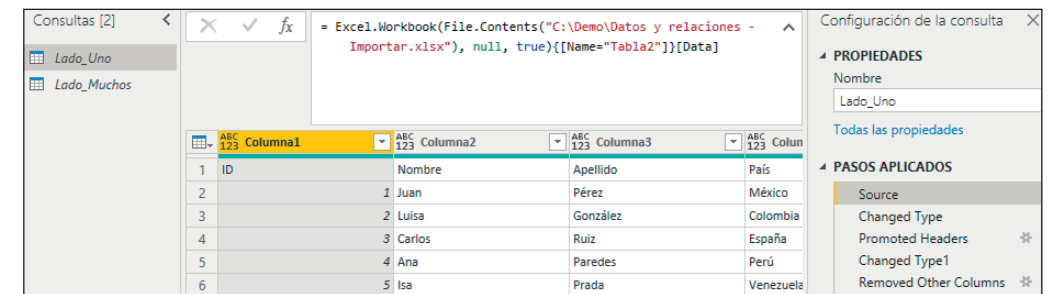 Consultas [2]
Lado_Uno
Lado_Muchos
fx
= Excel.Workbook(File.Contents("C:\Demo\Datos y relaciones -
Importar.xlsx"), null, true){[Name="Tabla2"]}[Data]
ABC 123 Columna1 ABC 123 Columna2 ABC 123 Columna3 ABC 123 Colum
1 ID Nombre Apellido País
2 1 Juan Pérez México
3 2 Luisa González Colombia
4 3 Carlos Ruiz España
5 4 Ana Paredes Perú
6 5 Isa Prada Venezuela
Configuración de la consulta
PROPIEDADES
Nombre
Lado_Uno
Todas las propiedades
PASOS APLICADOS
Source
Changed Type
Promoted Headers
Changed Type1
Removed Other Columns